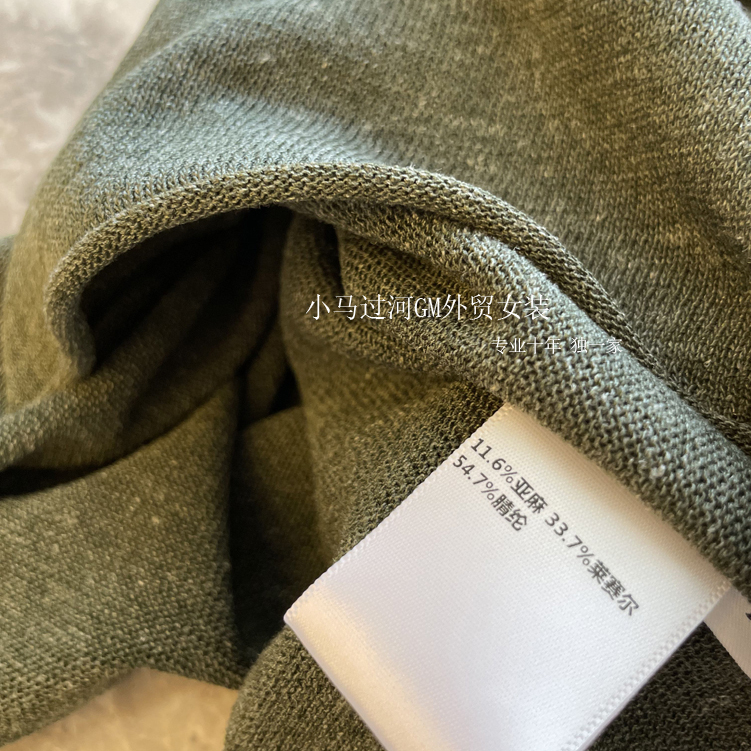 小马过河GM外贸女装
专业十年 独一家
11.6%亚麻 33.7%莱赛尔
54.7%腈纶